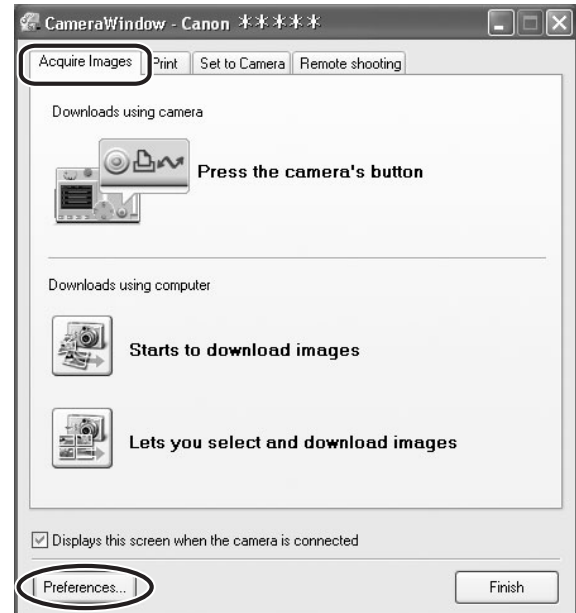 CameraWindow - Canon *****
Acquire Images Print Set to Camera Remote shooting
Downloads using camera
Press the camera's button
Downloads using computer
Starts to download images
Lets you select and download images
Displays this screen when the camera is connected
Preferences... Finish